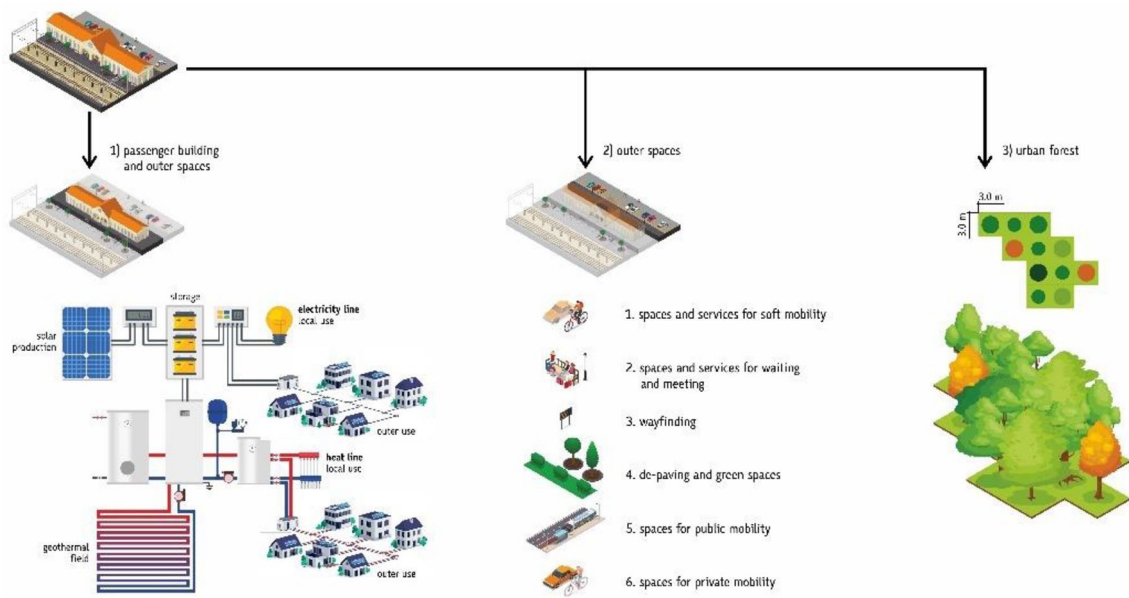 1) passenger building
and outer spaces
2) outer spaces
3) urban forest
3.0 m
3.0 m
storage
electricity line
local use
solar
production
outer use
heat line
local use
geothermal
field
outer use
1. spaces and services for soft mobility
2. spaces and services for waiting
and meeting
3. wayfinding
4. de-paving and green spaces
5. spaces for public mobility
6. spaces for private mobility